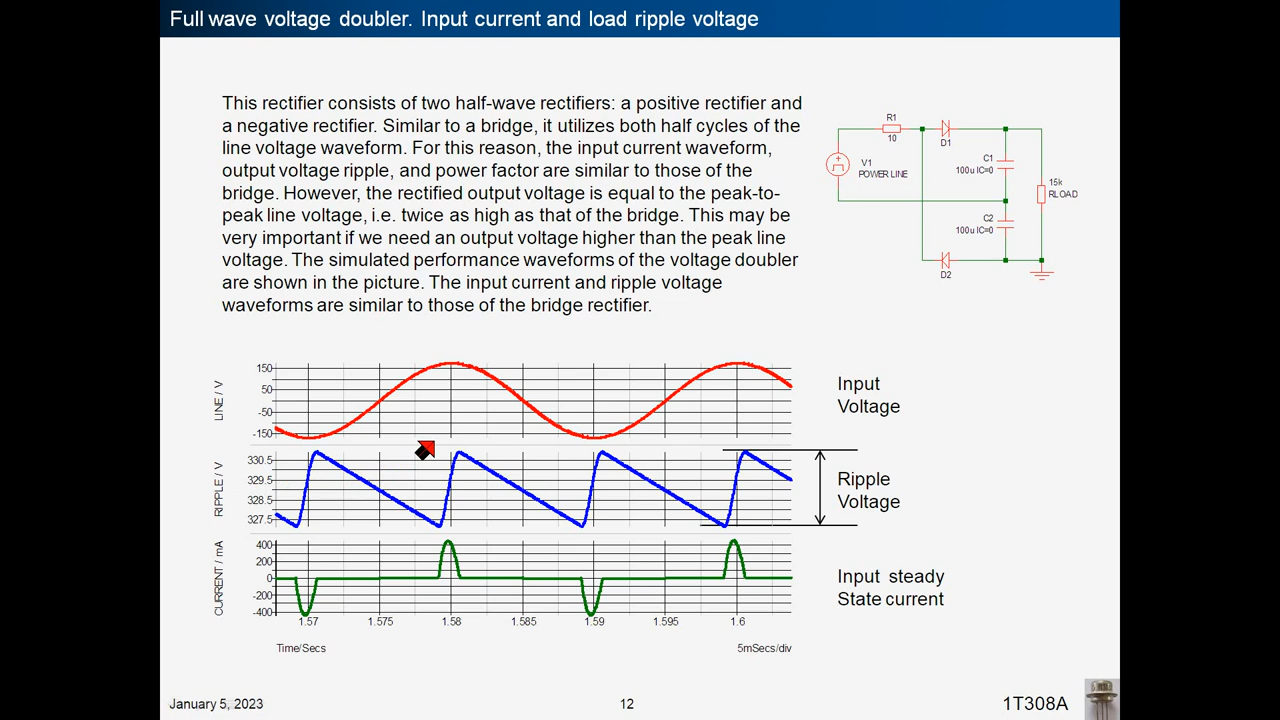 Full wave voltage doubler. Input current and load ripple voltage
This rectifier consists of two half-wave rectifiers: a positive rectifier and
a negative rectifier. Similar to a bridge, it utilizes both half cycles of the
line voltage waveform. For this reason, the input current waveform,
output voltage ripple, and power factor are similar to those of the
bridge. However, the rectified output voltage is equal to the peak-to-
peak line voltage, i.e. twice as high as that of the bridge. This may be
very important if we need an output voltage higher than the peak line
voltage. The simulated performance waveforms of the voltage doubler
are shown in the picture. The input current and ripple voltage
waveforms are similar to those of the bridge rectifier.
R1
10
D1
V1
POWER LINE
C1
100u IC=0
15k
RLOAD
C2
100u IC=0
D2
LINE / V
150
50
-50
-150
Input
Voltage
RIPPLE / V
330.5
329.5
328.5
327.5
Ripple
Voltage
CURRENT / mA
400
200
0
-200
-400
Input steady
State current
1.57 1.575 1.58 1.585 1.59 1.595 1.6
Time/Secs 5mSecs/div
January 5, 2023
12
1T308A